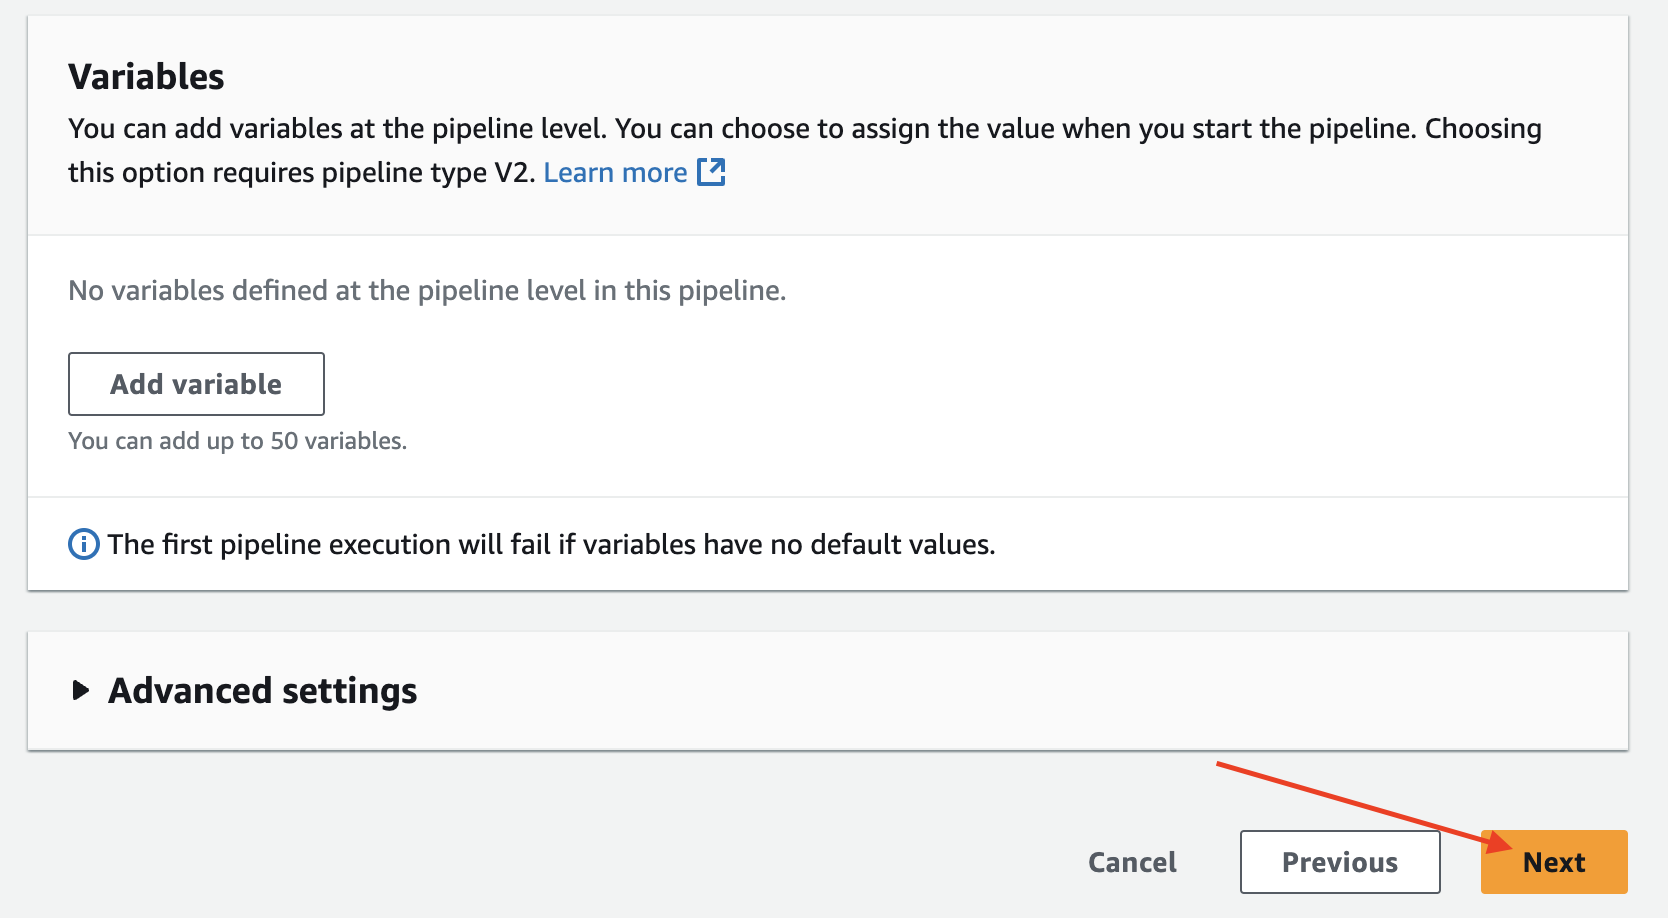 Variables
You can add variables at the pipeline level. You can choose to assign the value when you start the pipeline. Choosing
this option requires pipeline type V2. Learn more
No variables defined at the pipeline level in this pipeline.
Add variable
You can add up to 50 variables.
The first pipeline execution will fail if variables have no default values.
Advanced settings
Cancel
Previous
Next